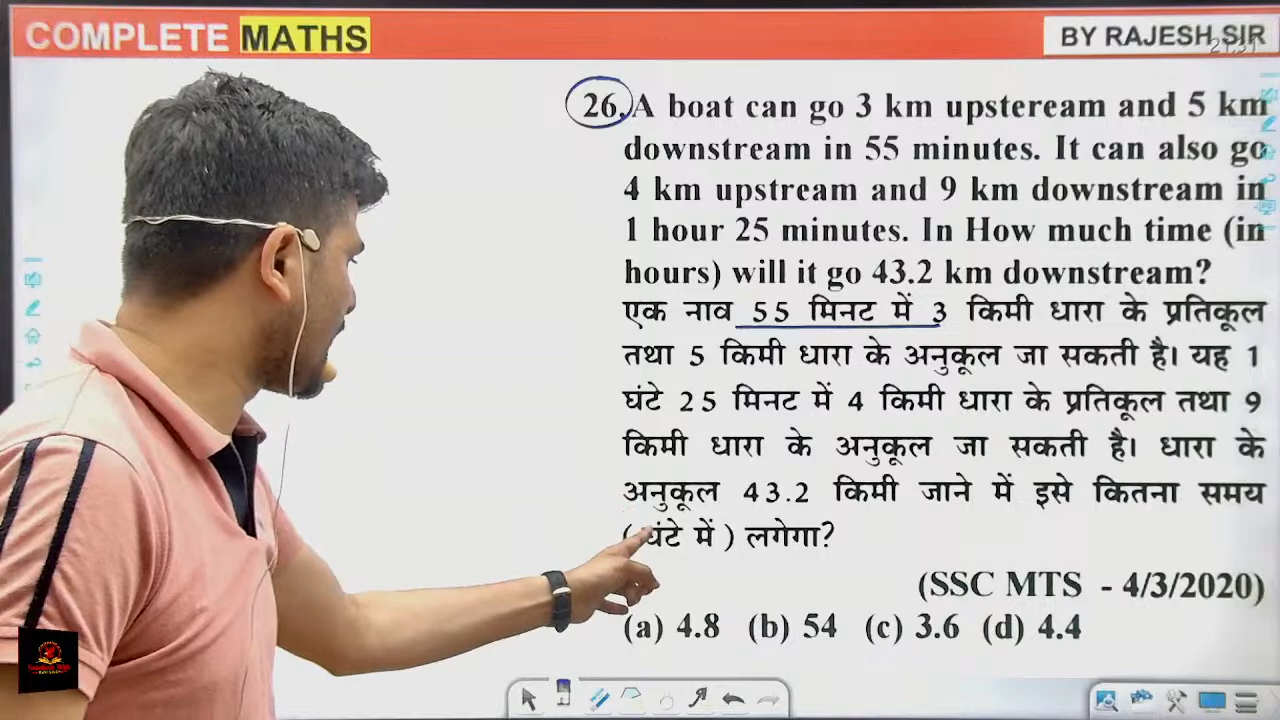 COMPLETE MATHS
BY RAJESH SIR
26. A boat can go 3 km upsteream and 5 km
downstream in 55 minutes. It can also go
4 km upstream and 9 km downstream in
1 hour 25 minutes. In How much time (in
hours) will it go 43.2 km downstream?
एक नाव 55 मिनट में 3 किमी धारा के प्रतिकूल
तथा 5 किमी धारा के अनुकूल जा सकती है। यह 1
घंटे 25 मिनट में 4 किमी धारा के प्रतिकूल तथा 9
किमी धारा के अनुकूल जा सकती है। धारा के
अनुकूल 43.2 किमी जाने में इसे कितना समय
( घंटे में ) लगेगा?
(SSC MTS - 4/3/2020)
(a) 4.8 (b) 54 (c) 3.6 (d) 4.4